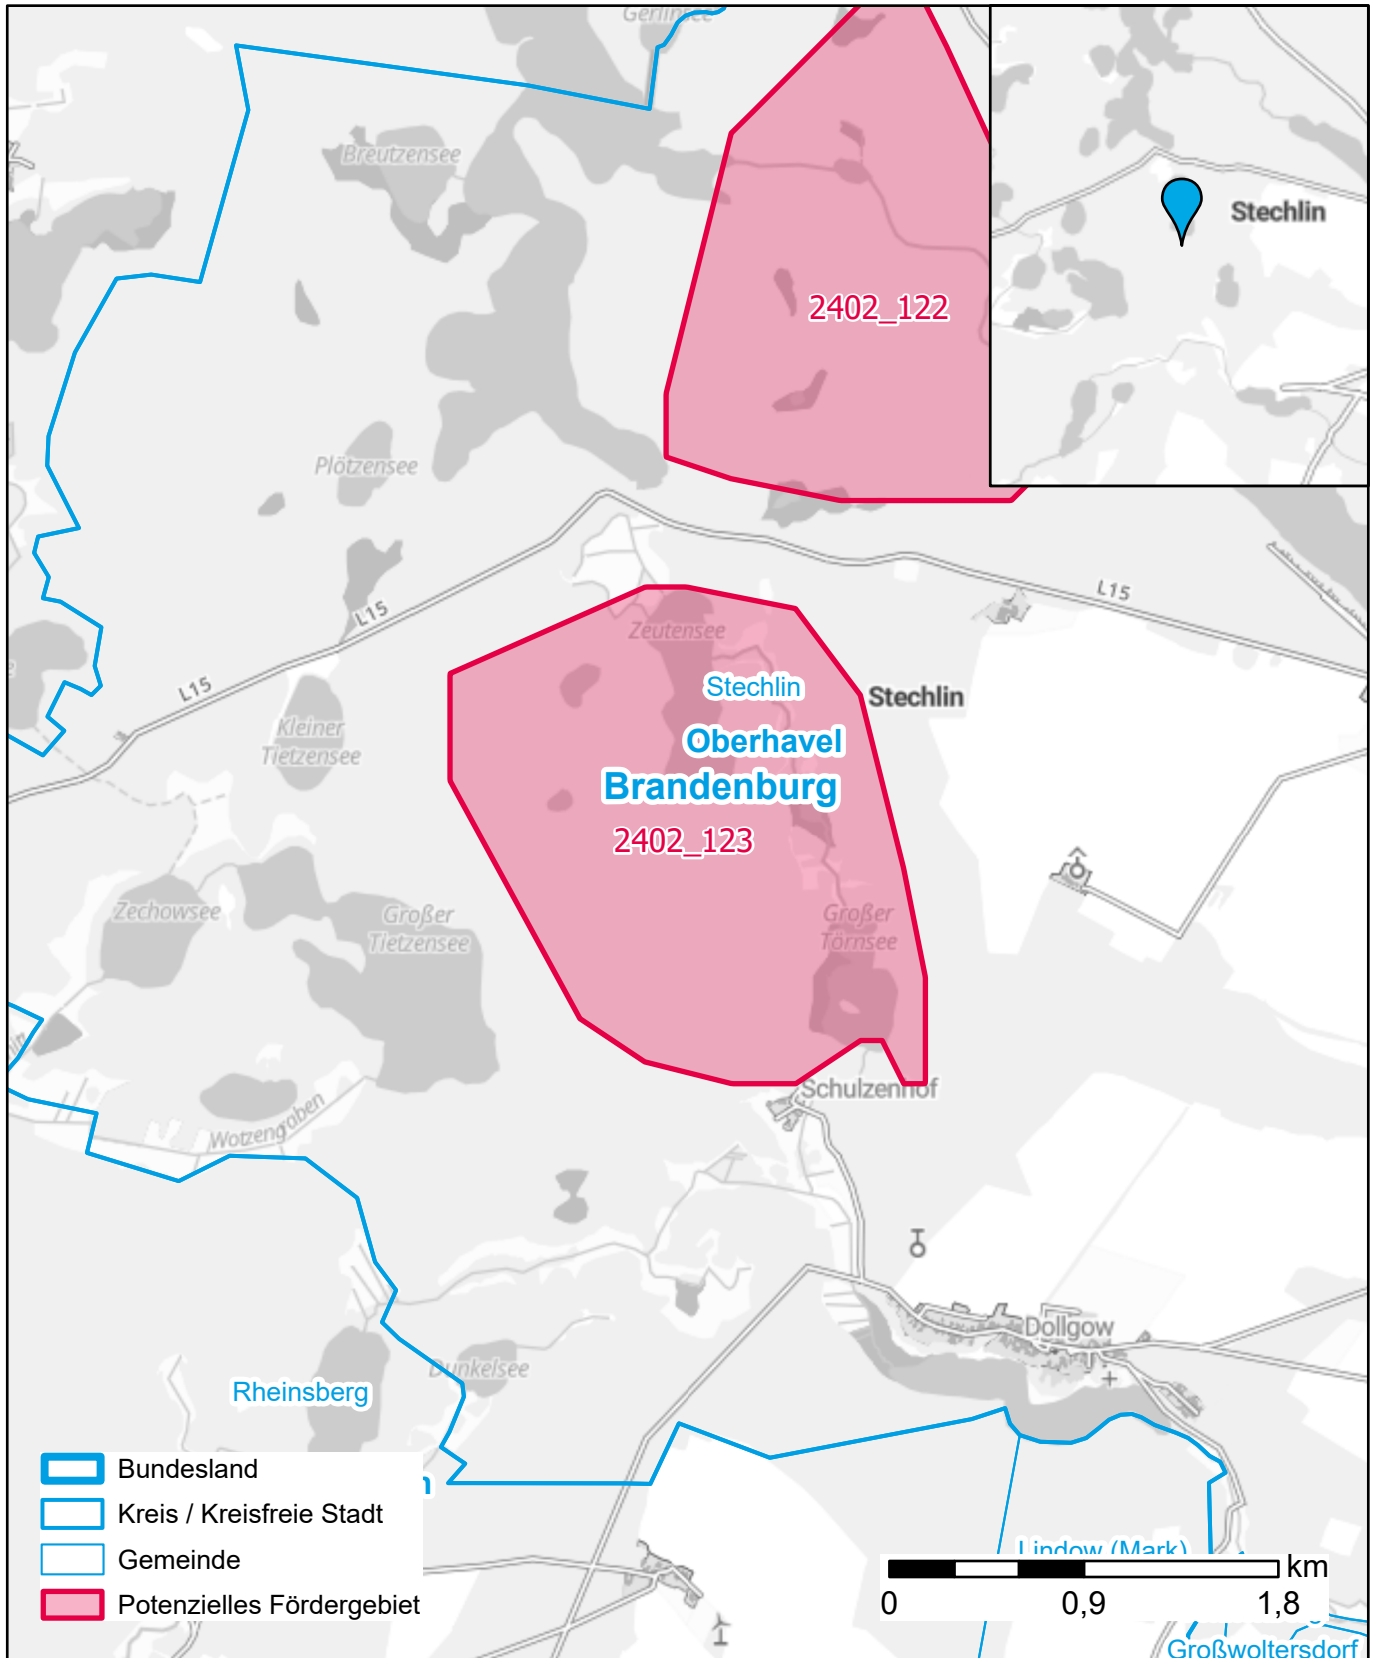 Gerlinsee
Breutzensee
Stechlin
2402_122
Plötzensee
L15
L15
L15
Zeutensee
Stechlin
Stechlin
Kleiner
Tietzensee
Oberhavel
Brandenburg
2402_123
Zechowsee
Großer
Tietzensee
Großer
Törnsee
Schulzenhof
Wotzengraben
Dollgow
Dunkelsee
Rheinsberg
Bundesland
Kreis / Kreisfreie Stadt
Gemeinde
Potenzielles Fördergebiet
Lindow (Mark)
km
0
0,9
1,8
Großwoltersdorf